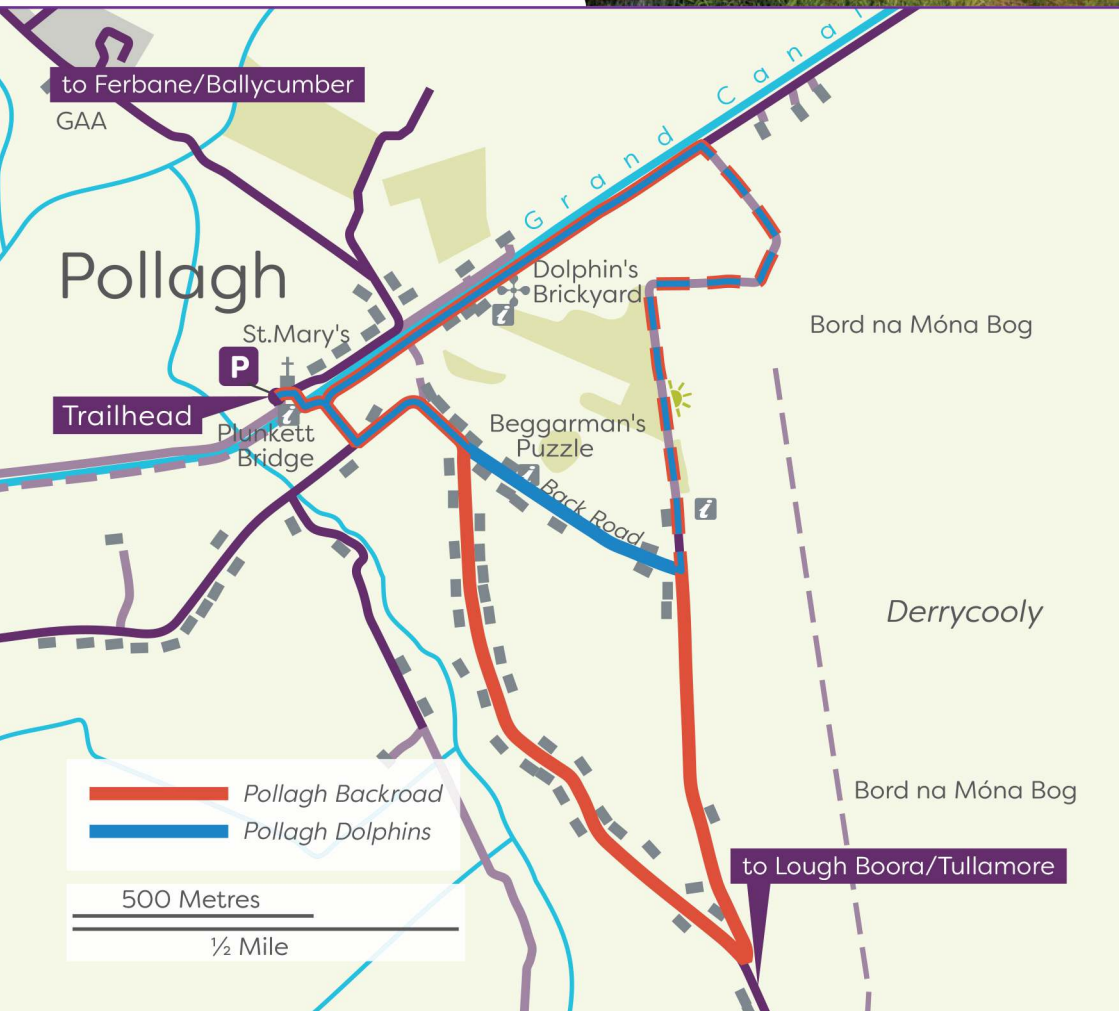 to Ferbane/Ballycumber
GAA
Grand Canal
Pollagh
Dolphin's
Brickyard
i
St.Mary's
P
Bord na Móna Bog
Trailhead
i
Plunkett
Bridge
Beggarman's
Puzzle
i
Back Road
i
Derrycooly
Pollagh Backroad
Pollagh Dolphins
Bord na Móna Bog
to Lough Boora/Tullamore
500 Metres
½ Mile